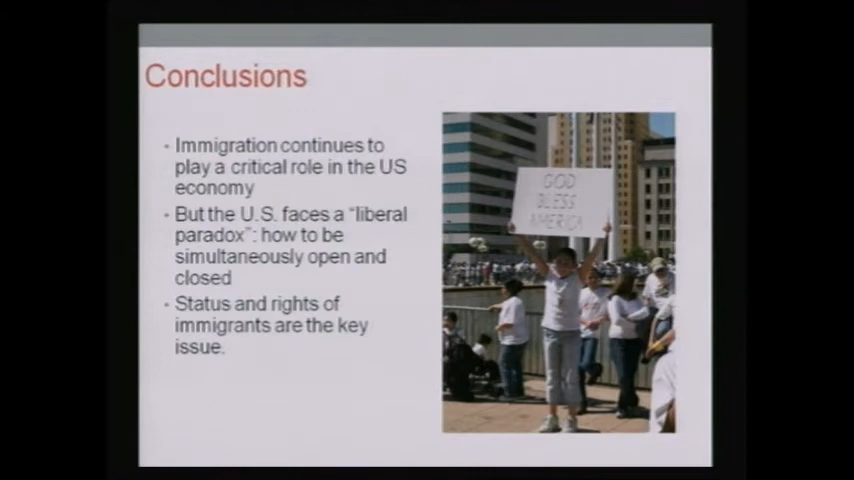 Conclusions
• Immigration continues to
play a critical role in the US
economy
• But the U.S. faces a “liberal
paradox”: how to be
simultaneously open and
closed
• Status and rights of
immigrants are the key
issue.
GOD
BLESS
AMERICA